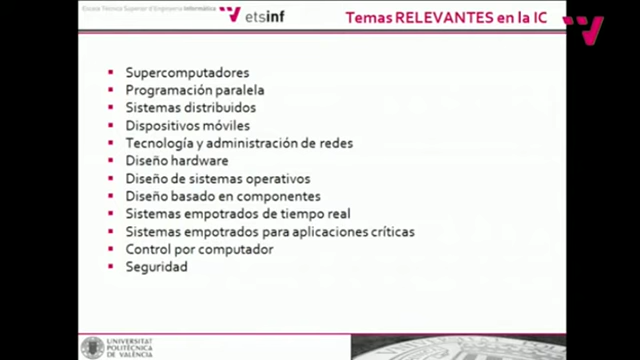 Escola Tècnica Superior d'Enginyeria Informàtica
etsinf
Temas RELEVANTES en la IC
Supercomputadores
Programación paralela
Sistemas distribuidos
Dispositivos móviles
Tecnología y administración de redes
Diseño hardware
Diseño de sistemas operativos
Diseño basado en componentes
Sistemas empotrados de tiempo real
Sistemas empotrados para aplicaciones críticas
Control por computador
Seguridad
UNIVERSITAT
POLITÈCNICA
DE VALÈNCIA